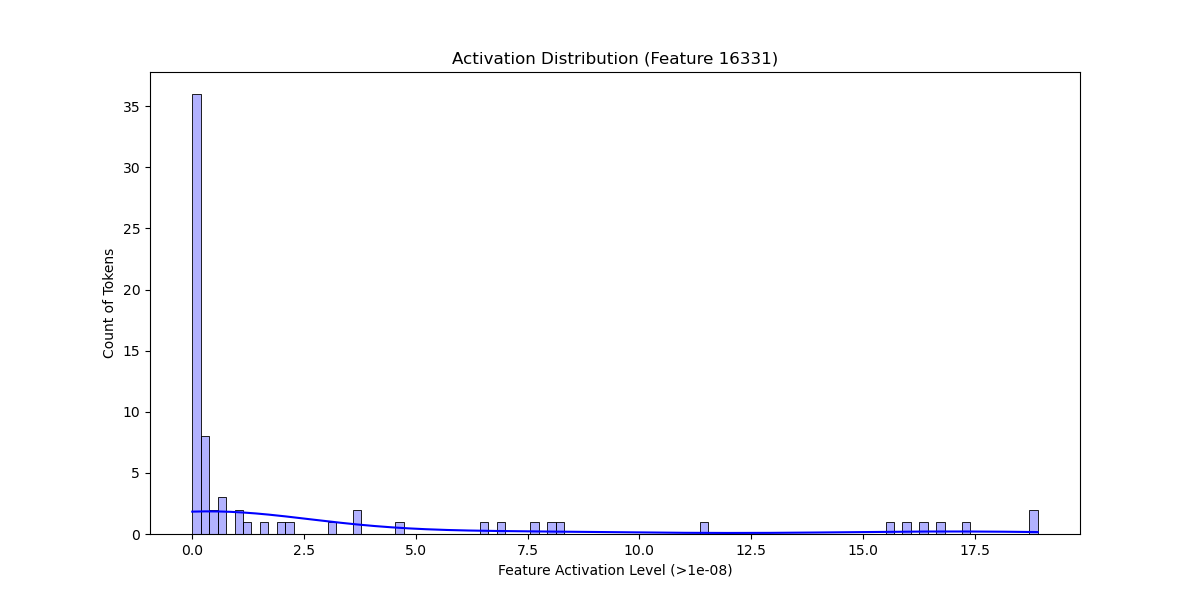 Activation Distribution (Feature 16331)
Count of Tokens
35
30
25
20
15
10
5
0
0.0 2.5 5.0 7.5 10.0 12.5 15.0 17.5
Feature Activation Level (>1e-08)